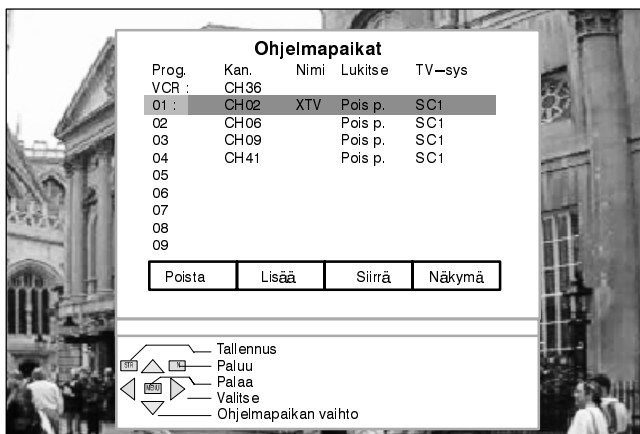 Ohjelmapaikat
Prog. Kan. Nimi Lukitse TV–sys
VCR : CH36
01 : CH02 XTV Pois p. SC1
02 CH06 Pois p. SC1
03 CH09 Pois p. SC1
04 CH41 Pois p. SC1
05
06
07
08
09
Poista Lisää Siirrä Näkymä
Tallennus
STR N Paluu
MENU Palaa
Valitse
Ohjelmapaikan vaihto